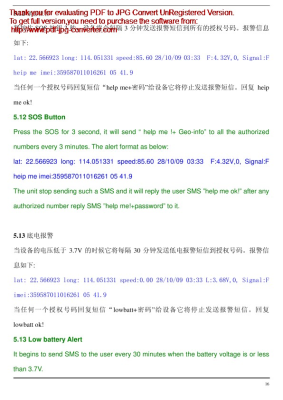 Thank you for evaluating PDF to JPG Convert UnRegistered Version.
To get full version,you need to purchase the software from:
http://www.pdf-jpg-converter.com
3 分钟发送报警短信到所有的授权号码。报警信息
如下:
lat: 22.566923 long: 114.051331 speed:85.60 28/10/09 03:33 F:4.32V,0, Signal:F
help me imei:359587011016261 05 41.9
当任何一个授权号码回复短信 "help me+密码"给设备它将停止发送报警短信。回复 help
me ok!
5.12 SOS Button
Press the SOS for 3 second, it will send " help me !+ Geo-info" to all the authorized
numbers every 3 minutes. The alert format as below:
lat: 22.566923 long: 114.051331 speed:85.60 28/10/09 03:33 F:4.32V,0, Signal:F
help me imei:359587011016261 05 41.9
The unit stop sending such a SMS and it will reply the user SMS "help me ok!" after any
authorized number reply SMS "help me!+password" to it.
5.13 底电报警
当设备的电压低于 3.7V 的时候它将每隔 30 分钟发送低电报警短信到授权号码。报警信
息如下:
lat: 22.566923 long: 114.051331 speed:0.00 28/10/09 03:33 L:3.68V,0, Signal:F
imei:359587011016261 05 41.9
当任何一个授权号码回复短信 "lowbatt+密码"给设备它将停止发送报警短信。回复
lowbatt ok!
5.13 Low battery Alert
It begins to send SMS to the user every 30 minutes when the battery voltage is or less
than 3.7V.